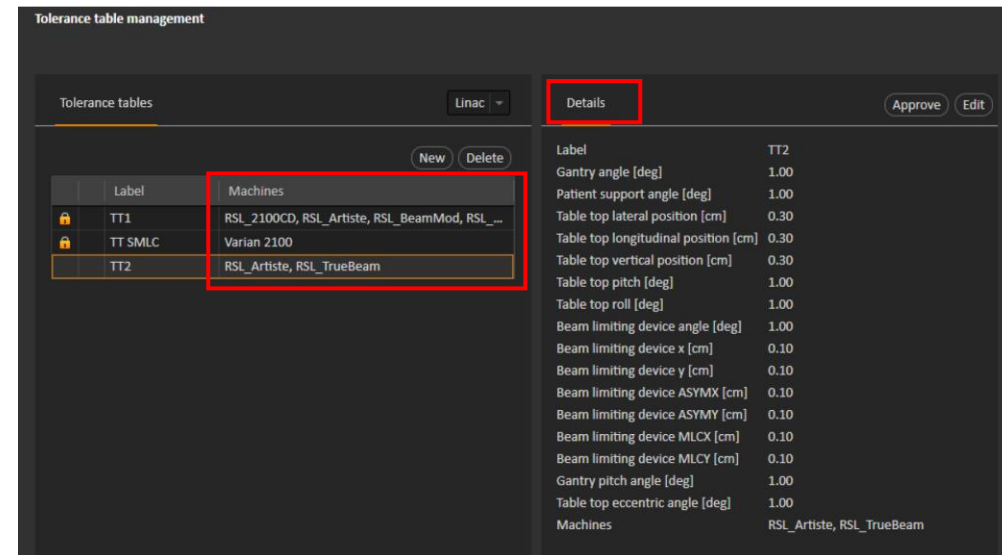 Tolerance table management
Tolerance tables
Linac
New Delete
Label Machines
TT1 RSL_2100CD, RSL_Artiste, RSL_BeamMod, RSL_...
TT SMLC Varian 2100
TT2 RSL_Artiste, RSL_TrueBeam
Details
Approve Edit
Label TT2
Gantry angle [deg] 1.00
Patient support angle [deg] 1.00
Table top lateral position [cm] 0.30
Table top longitudinal position [cm] 0.30
Table top vertical position [cm] 0.30
Table top pitch [deg] 1.00
Table top roll [deg] 1.00
Beam limiting device angle [deg] 1.00
Beam limiting device x [cm] 0.10
Beam limiting device y [cm] 0.10
Beam limiting device ASYMX [cm] 0.10
Beam limiting device ASYMY [cm] 0.10
Beam limiting device MLCX [cm] 0.10
Beam limiting device MLCY [cm] 0.10
Gantry pitch angle [deg] 1.00
Table top eccentric angle [deg] 1.00
Machines RSL_Artiste, RSL_TrueBeam